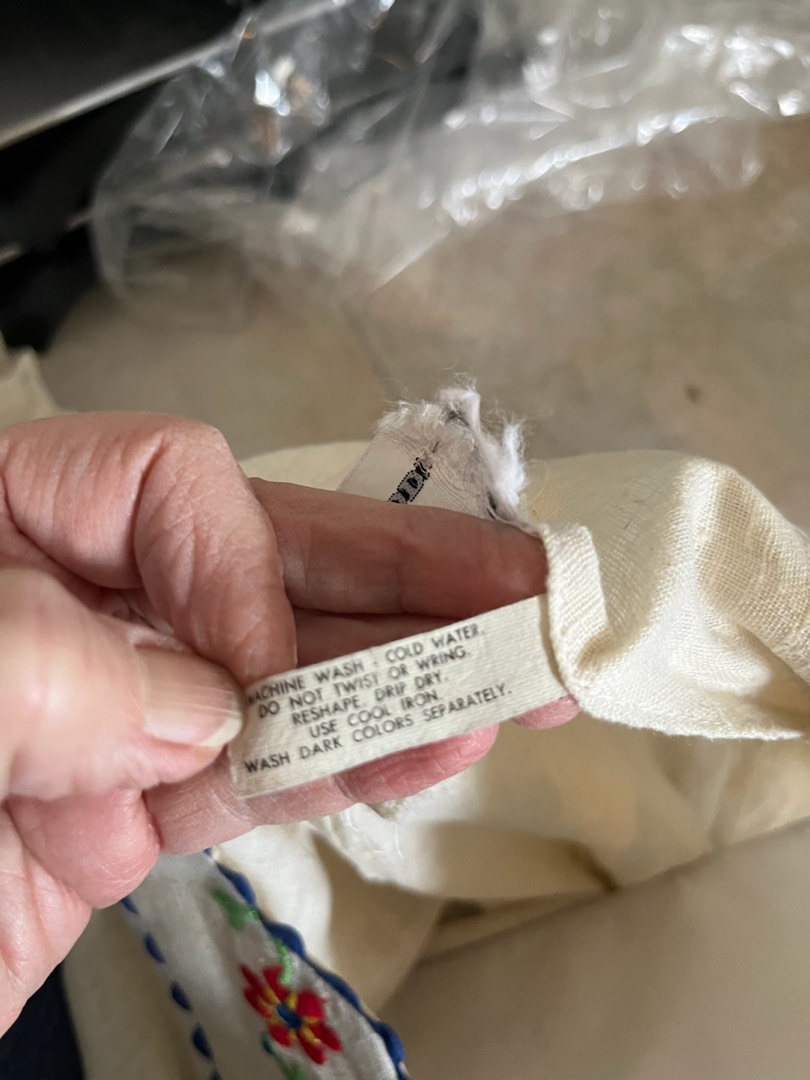 MACHINE WASH - COLD WATER.
DO NOT TWIST OR WRING.
RESHAPE. DRIP DRY.
USE COOL IRON.
WASH DARK COLORS SEPARATELY.